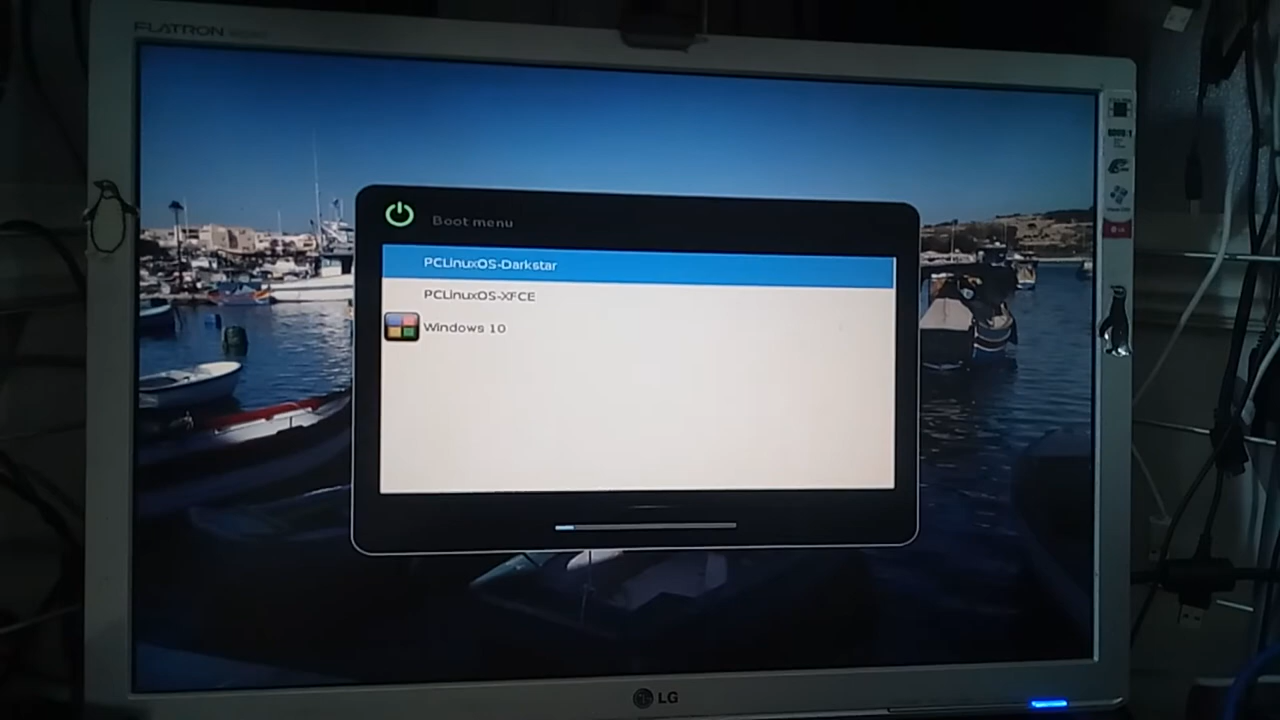 FLATRON
Boot menu
PCLinuxOS-Darkstar
PCLinuxOS-XFCE
Windows 10
LG